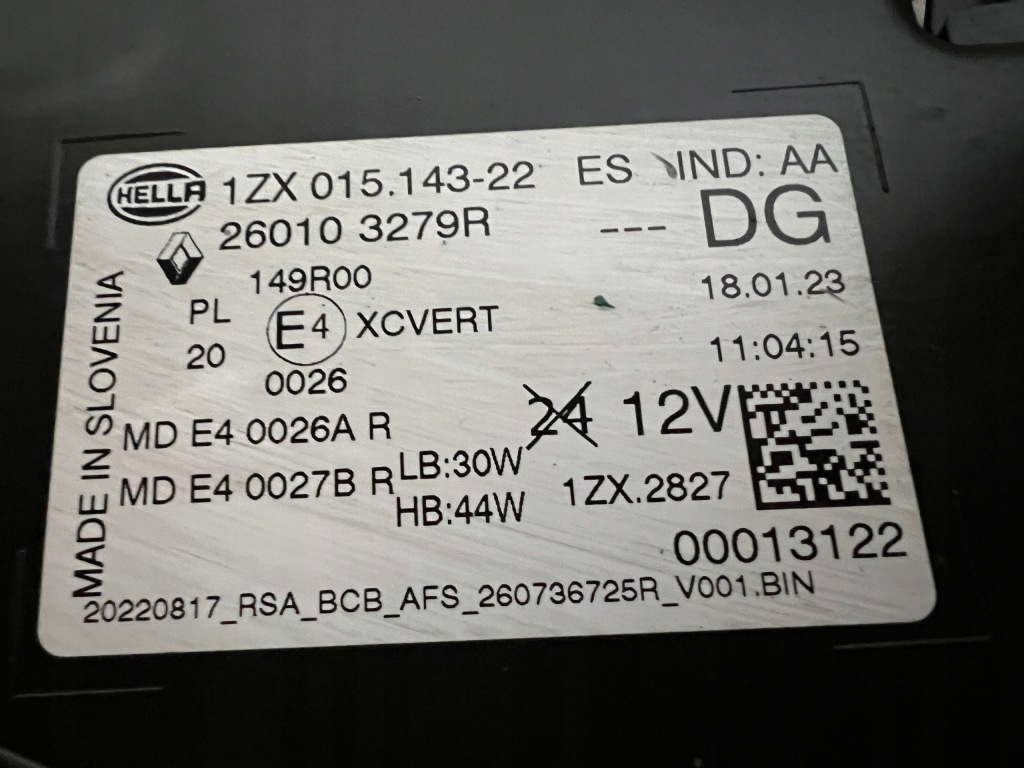 HELLA 1ZX 015.143-22 ES IND: AA
26010 3279R --- DG
149R00 18.01.23
PL E4 XCVERT
20 11:04:15
0026
24 12V
MD E4 0026A R
MD E4 0027B R LB:30W 1ZX.2827
HB:44W
00013122
20220817_RSA_BCB_AFS_260736725R_V001.BIN
MADE IN SLOVENIA